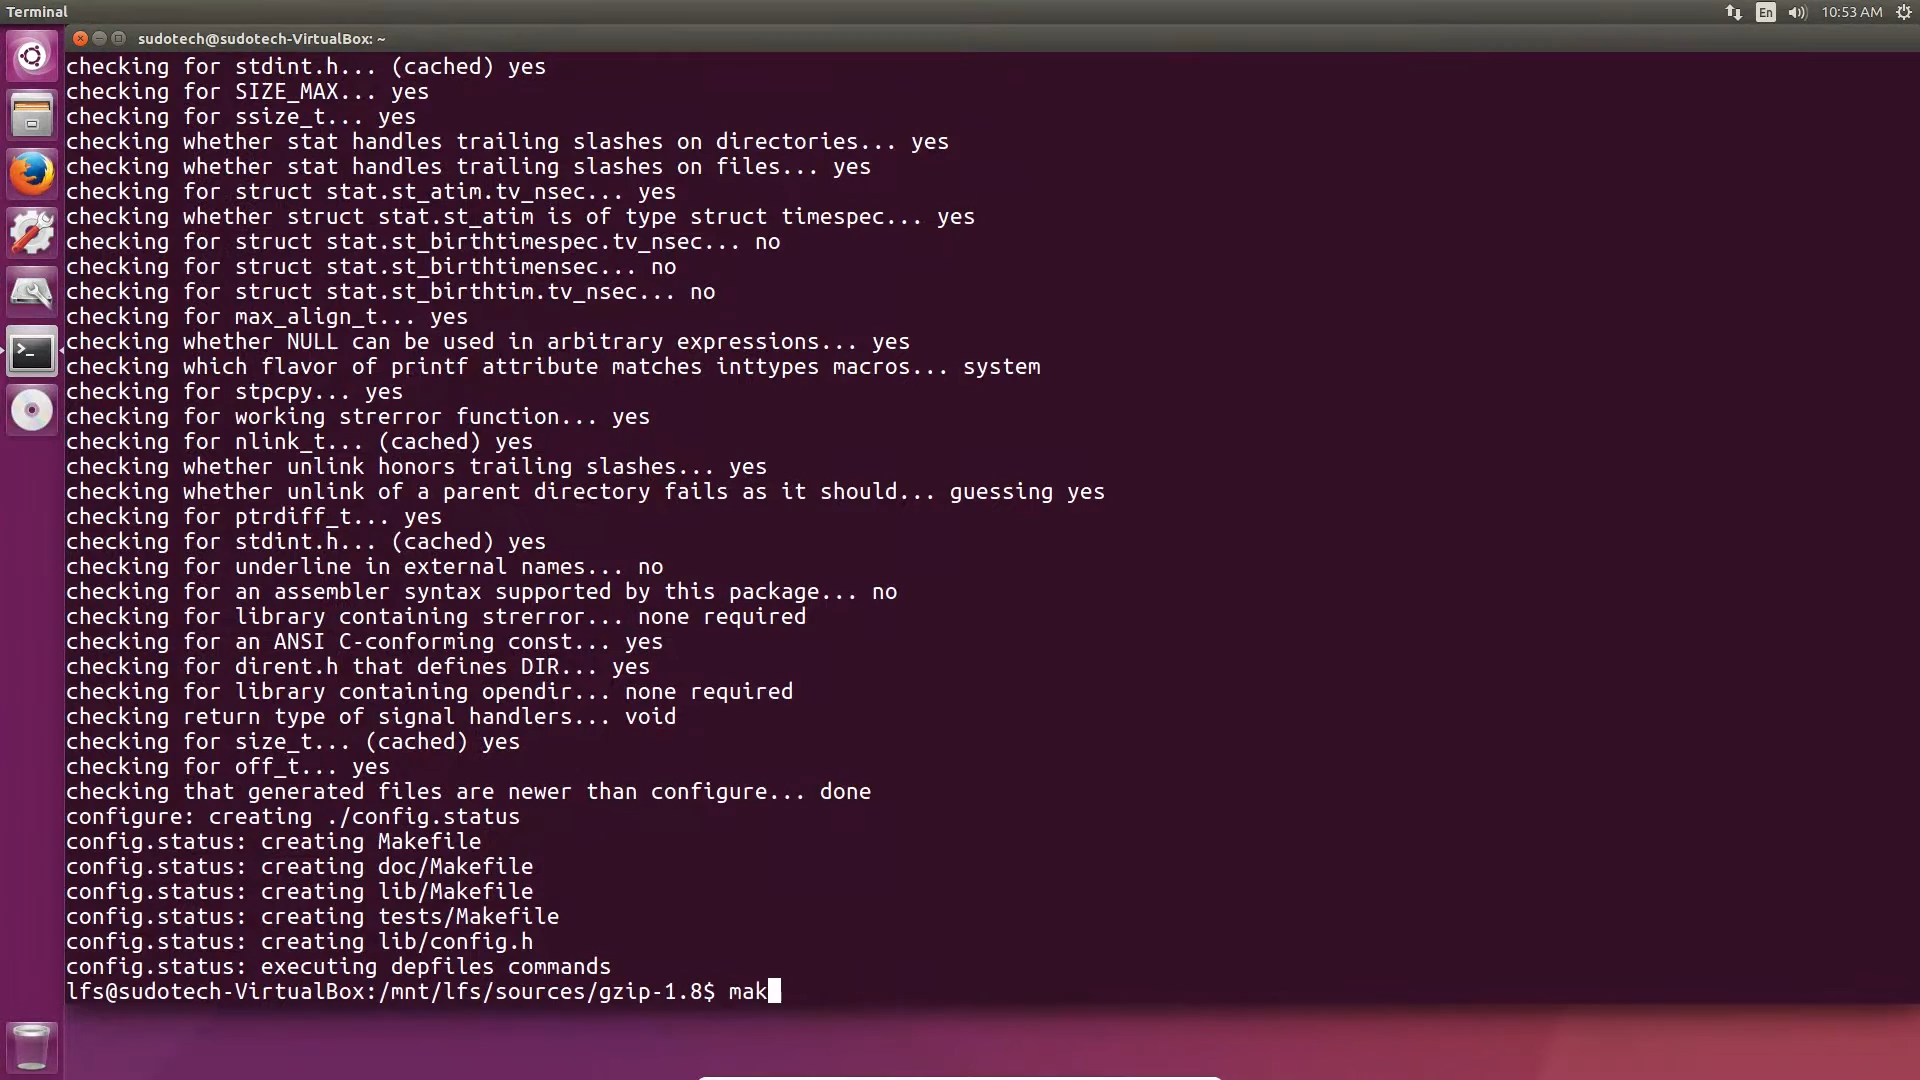 Terminal
En
10:53 AM
sudotech@sudotech-VirtualBox: ~
checking for stdint.h... (cached) yes
checking for SIZE_MAX... yes
checking for ssize_t... yes
checking whether stat handles trailing slashes on directories... yes
checking whether stat handles trailing slashes on files... yes
checking for struct stat.st_atim.tv_nsec... yes
checking whether struct stat.st_atim is of type struct timespec... yes
checking for struct stat.st_birthtimespec.tv_nsec... no
checking for struct stat.st_birthtimensec... no
checking for struct stat.st_birthtim.tv_nsec... no
checking for max_align_t... yes
checking whether NULL can be used in arbitrary expressions... yes
checking which flavor of printf attribute matches inttypes macros... system
checking for stpcpy... yes
checking for working strerror function... yes
checking for nlink_t... (cached) yes
checking whether unlink honors trailing slashes... yes
checking whether unlink of a parent directory fails as it should... guessing yes
checking for ptrdiff_t... yes
checking for stdint.h... (cached) yes
checking for underline in external names... no
checking for an assembler syntax supported by this package... no
checking for library containing strerror... none required
checking for an ANSI C-conforming const... yes
checking for dirent.h that defines DIR... yes
checking for library containing opendir... none required
checking return type of signal handlers... void
checking for size_t... (cached) yes
checking for off_t... yes
checking that generated files are newer than configure... done
configure: creating ./config.status
config.status: creating Makefile
config.status: creating doc/Makefile
config.status: creating lib/Makefile
config.status: creating tests/Makefile
config.status: creating lib/config.h
config.status: executing depfiles commands
lfs@sudotech-VirtualBox:/mnt/lfs/sources/gzip-1.8$ mak